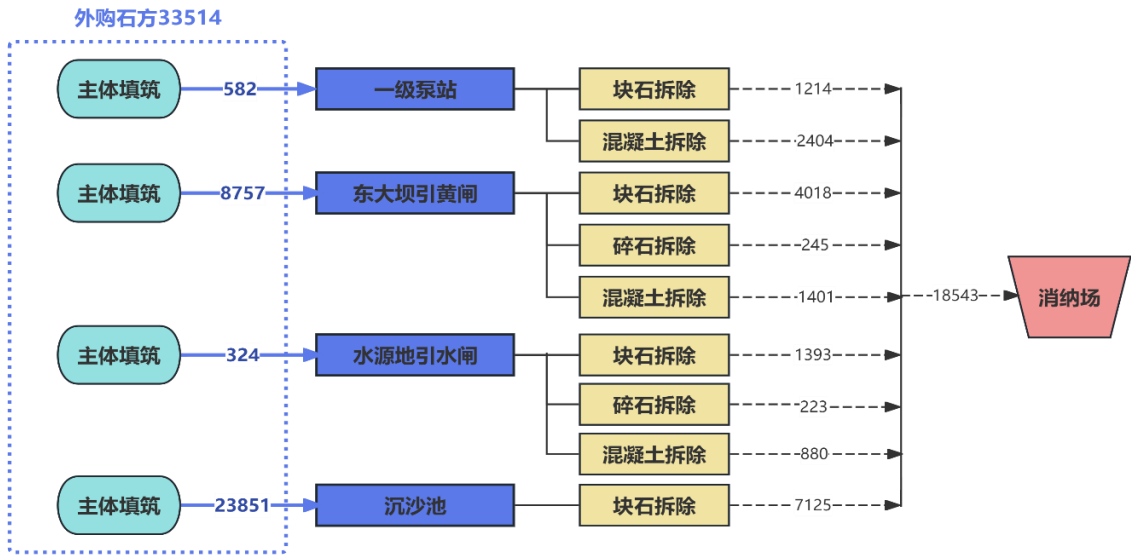 外购石方33514
主体填筑 582 一级泵站 块石拆除 1214
混凝土拆除 2404
主体填筑 8757 东大坝引黄闸 块石拆除 4018
碎石拆除 245
混凝土拆除 1401
18543 消纳场
主体填筑 324 水源地引水闸 块石拆除 1393
碎石拆除 223
混凝土拆除 880
主体填筑 23851 沉沙池 块石拆除 7125